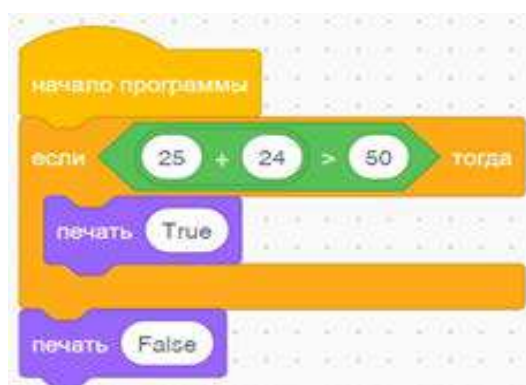 начало программы
если 25 + 24 > 50 тогда
печать True
печать False